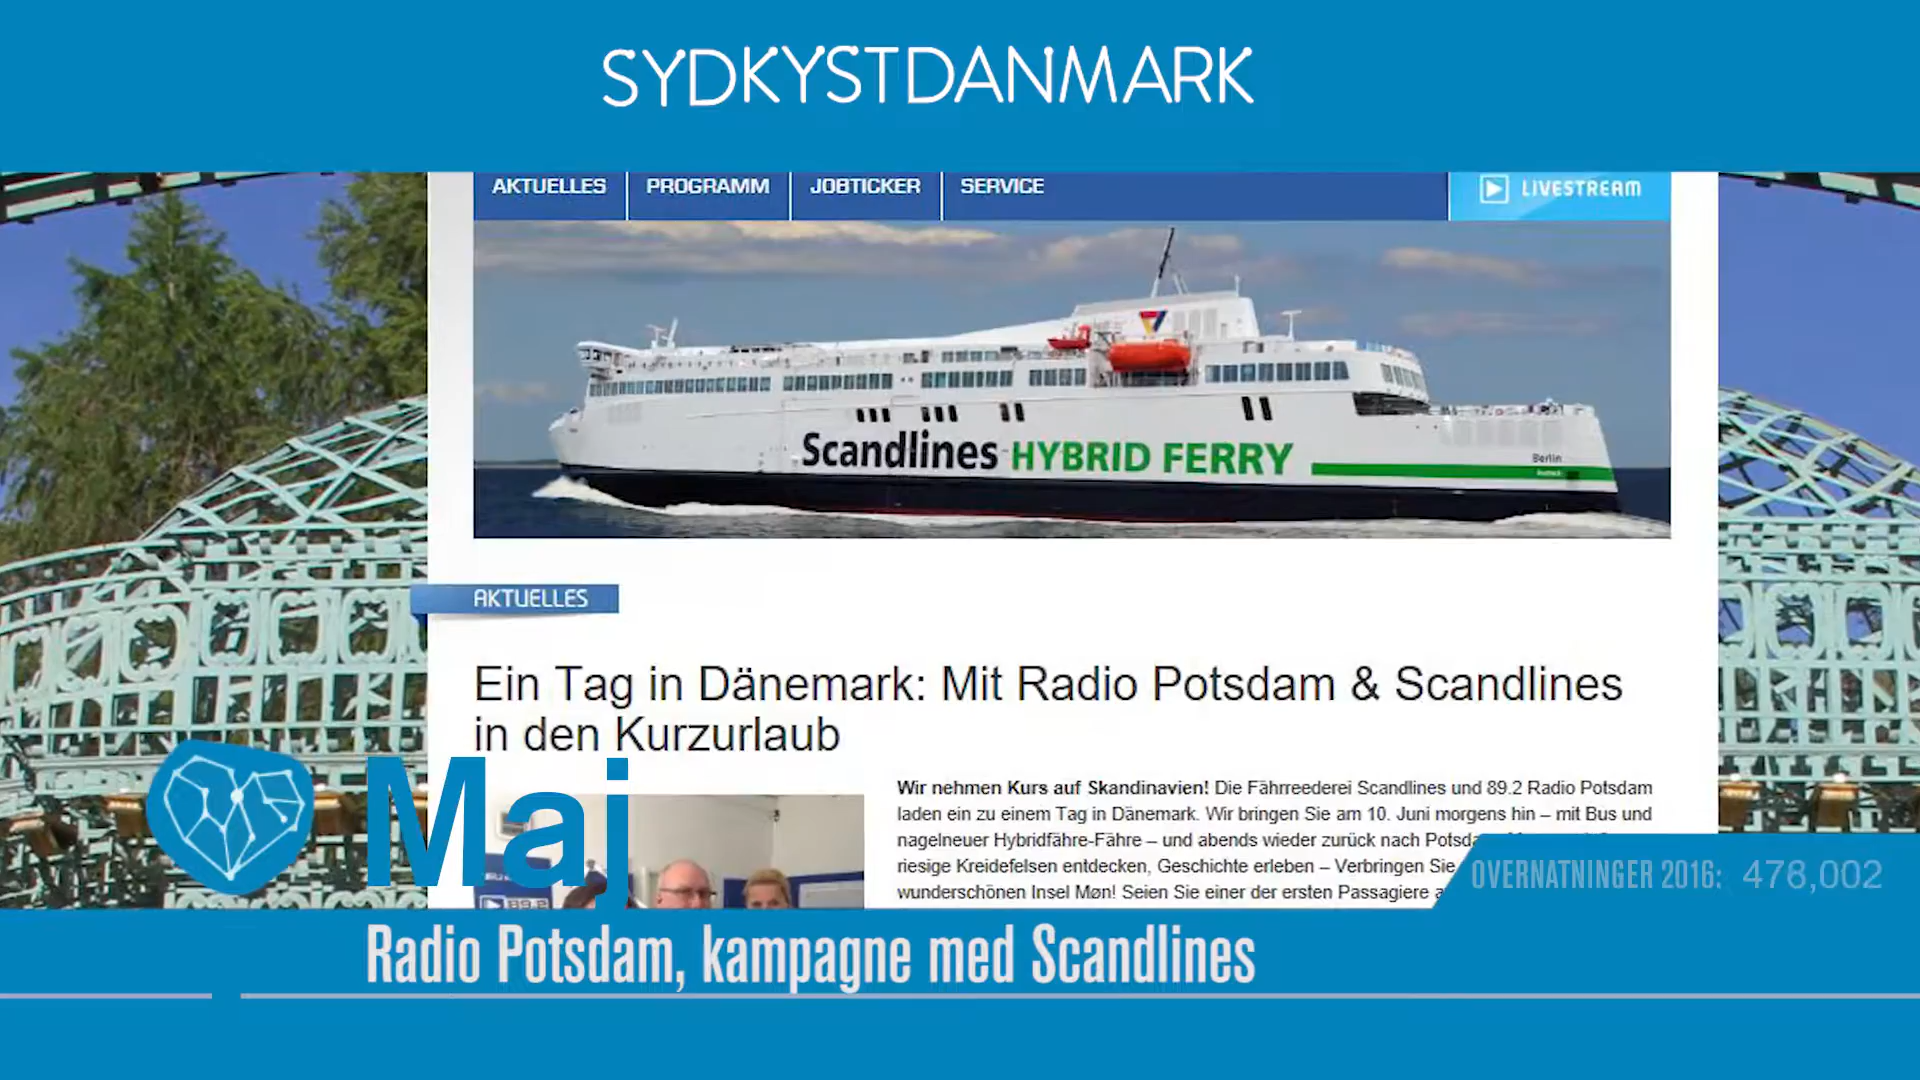 SYDKYSTDANMARK
AKTUELLES PROGRAMM JOBTICKER SERVICE LIVESTREAM
Scandlines HYBRID FERRY
Berlin
AKTUELLES
Ein Tag in Dänemark: Mit Radio Potsdam & Scandlines
in den Kurzurlaub
Wir nehmen Kurs auf Skandinavien! Die Fährreederei Scandlines und 89.2 Radio Potsdam
laden ein zu einem Tag in Dänemark. Wir bringen Sie am 10. Juni morgens hin – mit Bus und
nagelneuer Hybridfähre-Fähre – und abends wieder zurück nach
riesige Kreidefelsen entdecken, Geschichte erleben – Verbringen Sie
wunderschönen Insel Møn! Seien Sie einer der ersten Passagiere
Maj
89.2
OVERNATNINGER 2016: 478,002
Radio Potsdam, kampagne med Scandlines